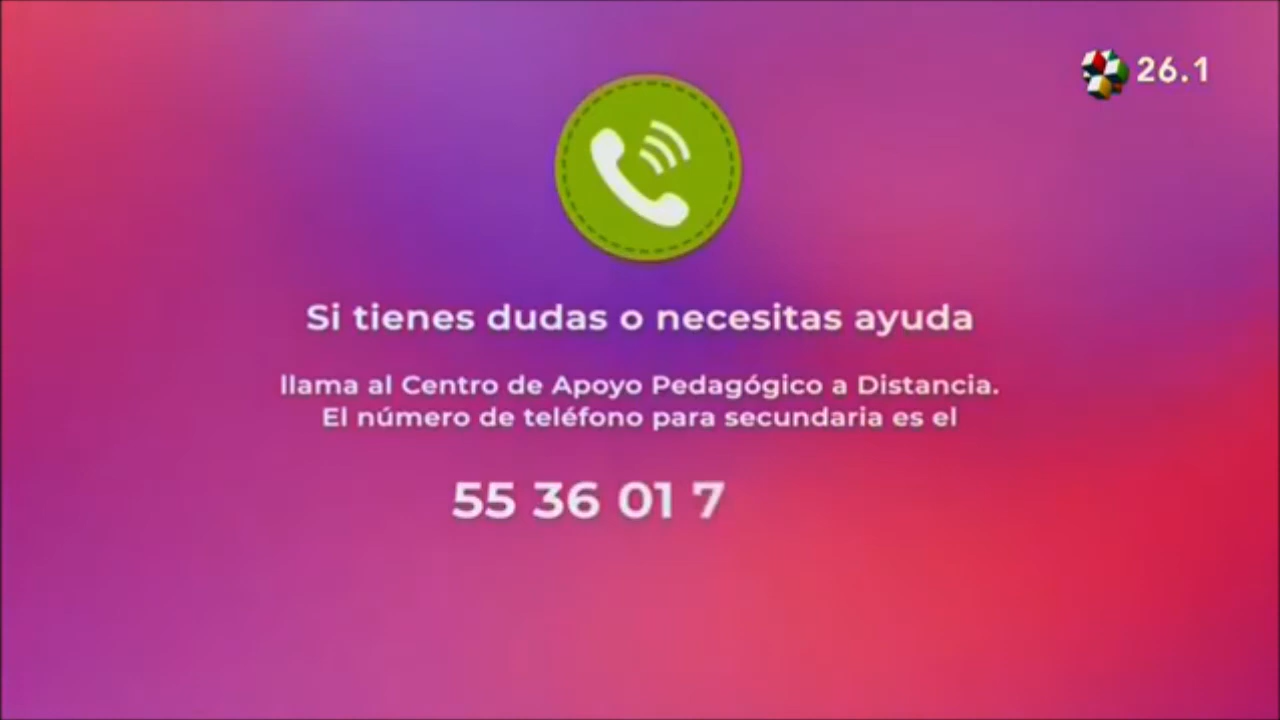 26.1
Si tienes dudas o necesitas ayuda
llama al Centro de Apoyo Pedagógico a Distancia.
El número de teléfono para secundaria es el
55 36 01 7